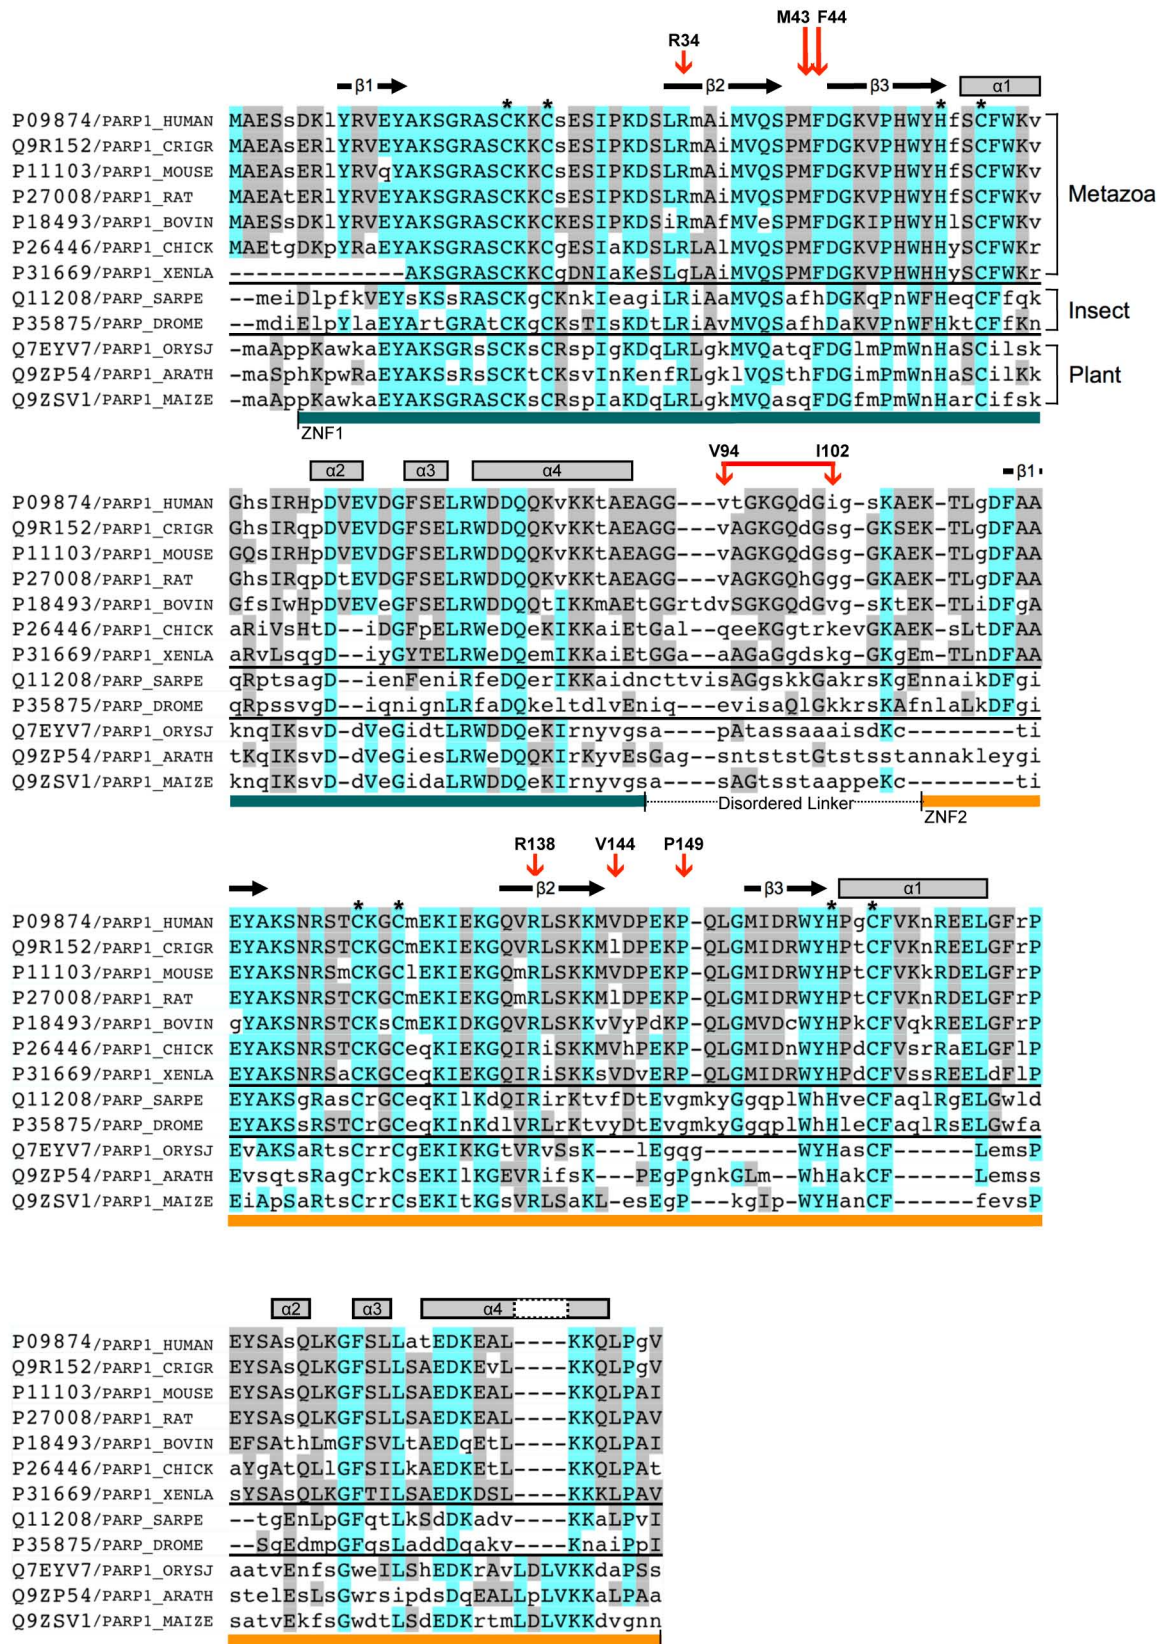 M43 F44
R34
β1 β2 β3 α1
* * * *
P09874/PARP1_HUMAN MAESsDKlYRVEYAKSGRASCKKCsESIPKDSLRmAiMVQSPMFDGKVPHWYHfSCFWKv
Q9R152/PARP1_CRIGR MAEAsERlYRVEYAKSGRASCKKCsESIPKDSLRmAiMVQSPMFDGKVPHWYHfSCFWKv
P11103/PARP1_MOUSE MAEAsERlYRVqYAKSGRASCKKCsESIPKDSLRmAiMVQSPMFDGKVPHWYHfSCFWKv
P27008/PARP1_RAT MAEAtERlYRVEYAKSGRASCKKCsESIPKDSLRmAiMVQSPMFDGKVPHWYHfSCFWKv
P18493/PARP1_BOVIN MAESsDKlYRVEYAKSGRASCKKCKESIPKDSiRmAfMVeSPMFDGKIPHWYHlSCFWKv
P26446/PARP1_CHICK MAEtgDKpYRaEYAKSGRASCKKCgESIaKDSLRLAlMVQSPMFDGKVPHWHHySCFWKr
P31669/PARP1_XENLA -------------AKSGRASCKKCgDNIaKeSLgLAiMVQSPMFDGKVPHWHHySCFWKr
Q11208/PARP_SARPE --meiDlpfkVEYsKSsRASCKgCKnkIeagiLRiAaMVQSafhDGKqPnWFHeqCFfqk
P35875/PARP_DROME --mdiElpYlaEYArtGRAtCKgCKsTIsKDtLRiAvMVQSafhDaKVPnWFHktCFfKn
Q7EYV7/PARP1_ORYSJ -maAppKawkaEYAKSGRsSCKsCRspIgKDqLRLgkMVQatqFDGlmPmWnHaSCilsk
Q9ZP54/PARP1_ARATH -maSphKpwRaEYAKSsRsSCKtCKsvInKenfRLgklVQSthFDGimPmWnHaSCilKk
Q9ZSV1/PARP1_MAIZE -maAppKawkaEYAKSGRASCKsCRspIaKDqLRLgkMVQasqFDGfmPmWnHarCifsk
Metazoa
Insect
Plant
ZNF1
V94 I102
α2 α3 α4 β1
P09874/PARP1_HUMAN GhsIRHpDVEVDGFSELRWDDQQKvKKtAEAGG---vtGKGQdGig-sKAEK-TLgDFAA
Q9R152/PARP1_CRIGR GhsIRqpDVEVDGFSELRWDDQQKvKKtAEAGG---vAGKGQdGsg-GKSEK-TLgDFAA
P11103/PARP1_MOUSE GQsIRHpDVEVDGFSELRWDDQQKvKKtAEAGG---vAGKGQdGsg-GKAEK-TLgDFAA
P27008/PARP1_RAT GhsIRqpDtEVDGFSELRWDDQQKvKKtAEAGG---vAGKGQhGgg-GKAEK-TLgDFAA
P18493/PARP1_BOVIN GfsIwHpDVEVeGFSELRWDDQQtIKKmAEtGGrtdvSGKGQdGvg-sKtEK-TLiDFgA
P26446/PARP1_CHICK aRiVsHtD--iDGFpELRWeDQeKIKKaiEtGal--qeeKGgtrkevGKAEK-sLtDFAA
P31669/PARP1_XENLA aRvLsqgD--iyGYTELRWeDQemIKKaiEtGGa--aAGaGgdskg-GKgEm-TLnDFAA
Q11208/PARP_SARPE qRptsagD--ienFeniRfeDQerIKKaidncttvisAGgskkGakrsKgEnnaikDFgi
P35875/PARP_DROME qRpssvgD--iqnignLRfaDQkeltdlvEniq---evisaQlGkkrsKAfnlaLkDFgi
Q7EYV7/PARP1_ORYSJ knqIKsvD-dVeGidtLRWDDQeKIrnyvgsa----pAtassaaaisdKc--------ti
Q9ZP54/PARP1_ARATH tKqIKsvD-dVeGiesLRWeDQQKIrKyvEsGag--sntststGtstsstannakleygi
Q9ZSV1/PARP1_MAIZE knqIKsvD-dVeGidaLRWDDQeKIrnyvgsa----sAGtsstaappeKc--------ti
Disordered Linker
ZNF2
R138 V144 P149
β2 β3 α1
* * * *
P09874/PARP1_HUMAN EYAKSNRSTCKGCmEKIEKGQVRLSKKMVDPEKP-QLGMIDRWYHPgCFVKnREELGFrP
Q9R152/PARP1_CRIGR EYAKSNRSTCKGCmEKIEKGQVRLSKKMlDPEKP-QLGMIDRWYHPtCFVKnREELGFrP
P11103/PARP1_MOUSE EYAKSNRSmCKGClEKIEKGQmRLSKKMVDPEKP-QLGMIDRWYHPtCFVKkRDELGFrP
P27008/PARP1_RAT EYAKSNRSTCKGCmEKIEKGQmRLSKKMlDPEKP-QLGMIDRWYHPtCFVKnRDELGFrP
P18493/PARP1_BOVIN gYAKSNRSTCKsCmEKIDKGQVRLSKKvVyPdKP-QLGMVDcWYHPkCFVqkREELGFrP
P26446/PARP1_CHICK EYAKSNRSTCKGCeqKIEKGQIRiSKKMVhPEKP-QLGMIDnWYHPdCFVsrRaELGFlP
P31669/PARP1_XENLA EYAKSNRSaCKGCeqKIEKGQIRiSKKsVDvERP-QLGMIDRWYHPdCFVssREELdFlP
Q11208/PARP_SARPE EYAKSgRasCrGCeqKIlKdQIRirKtvfDtEvgmkyGgqplWhHveCFaqlRgELGwld
P35875/PARP_DROME EYAKSsRSTCrGCeqKInKdlVRLrKtvyDtEvgmkyGgqplWhHleCFaqlRsELGwfa
Q7EYV7/PARP1_ORYSJ EvAKSaRtsCrrCgEKIKKGtVRvSsK---lEgqg------WYHasCF------LemsP
Q9ZP54/PARP1_ARATH EvsqtsRagCrkCsEKIlKGEVRifsK---PEgPgnkGLm--WhHakCF------Lemss
Q9ZSV1/PARP1_MAIZE EiApSaRtsCrrCsEKItKGsVRLSaKL-esEgP---kgIp-WYHanCF------fevsP
α2 α3 α4
P09874/PARP1_HUMAN EYSAsQLKGFSLLatEDKEAL----KKQLPgV
Q9R152/PARP1_CRIGR EYSAsQLKGFSLLSAEDKEvL----KKQLPgV
P11103/PARP1_MOUSE EYSAsQLKGFSLLSAEDKEAL----KKQLPAI
P27008/PARP1_RAT EYSAsQLKGFSLLSAEDKEAL----KKQLPAV
P18493/PARP1_BOVIN EFSAthLmGFSVLtAEDqEtL----KKQLPAI
P26446/PARP1_CHICK aYgAtQLlGFSILkAEDKEtL----KKQLPAt
P31669/PARP1_XENLA sYSAsQLKGFTILSAEDKDSL----KKKLPAV
Q11208/PARP_SARPE --tgEnLpGFqtLkSdDKadv----KKaLPvI
P35875/PARP_DROME --SgEdmpGFqsLaddDqakv----KnaiPpI
Q7EYV7/PARP1_ORYSJ aatvEnfsGweILShEDKrAvLDLVKKdaPSs
Q9ZP54/PARP1_ARATH stelEsLsGwrsipdsDqEALLpLVKKaLPAa
Q9ZSV1/PARP1_MAIZE satvEkfsGwdtLSdEDKrtmLDLVKKdvgnn